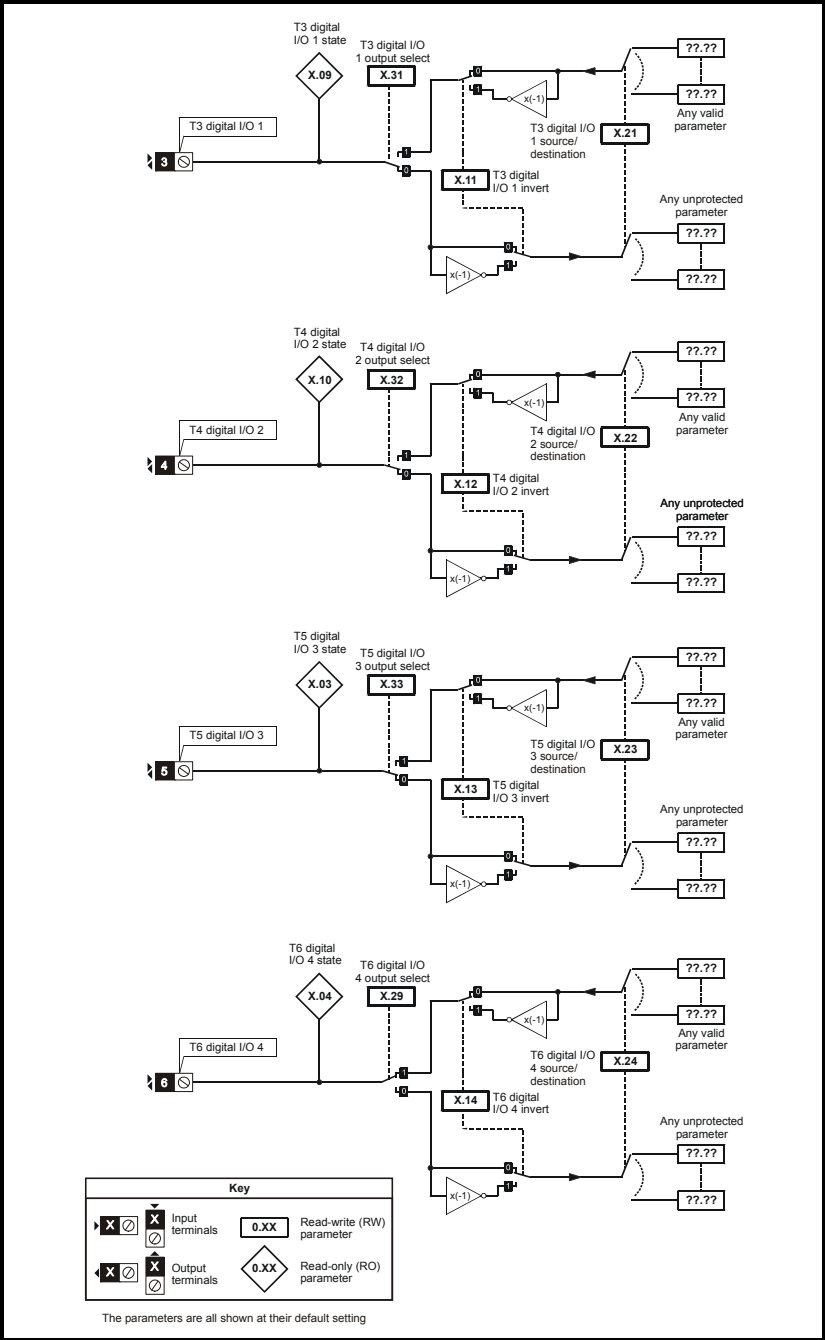 T3 digital
I/O 1 state
X.09
T3 digital I/O
1 output select
X.31
T3 digital I/O 1
3
1
0
0
1
x(-1)
T3 digital I/O
1 source/
destination
X.21
??.??
??.??
Any valid
parameter
X.11
T3 digital
I/O 1 invert
0
1
x(-1)
Any unprotected
parameter
??.??
??.??
T4 digital
I/O 2 state
X.10
T4 digital I/O
2 output select
X.32
T4 digital I/O 2
4
1
0
0
1
x(-1)
T4 digital I/O
2 source/
destination
X.22
??.??
??.??
Any valid
parameter
X.12
T4 digital
I/O 2 invert
0
1
x(-1)
Any unprotected
parameter
??.??
??.??
T5 digital
I/O 3 state
X.03
T5 digital I/O
3 output select
X.33
T5 digital I/O 3
5
1
0
0
1
x(-1)
T5 digital I/O
3 source/
destination
X.23
??.??
??.??
Any valid
parameter
X.13
T5 digital
I/O 3 invert
0
1
x(-1)
Any unprotected
parameter
??.??
??.??
T6 digital
I/O 4 state
X.04
T6 digital I/O
4 output select
X.29
T6 digital I/O 4
6
1
0
0
1
x(-1)
T6 digital I/O
4 source/
destination
X.24
??.??
??.??
Any valid
parameter
X.14
T6 digital
I/O 4 invert
0
1
x(-1)
Any unprotected
parameter
??.??
??.??
Key
X
X
Input
terminals
0.XX
Read-write (RW)
parameter
X
X
Output
terminals
0.XX
Read-only (RO)
parameter
The parameters are all shown at their default setting